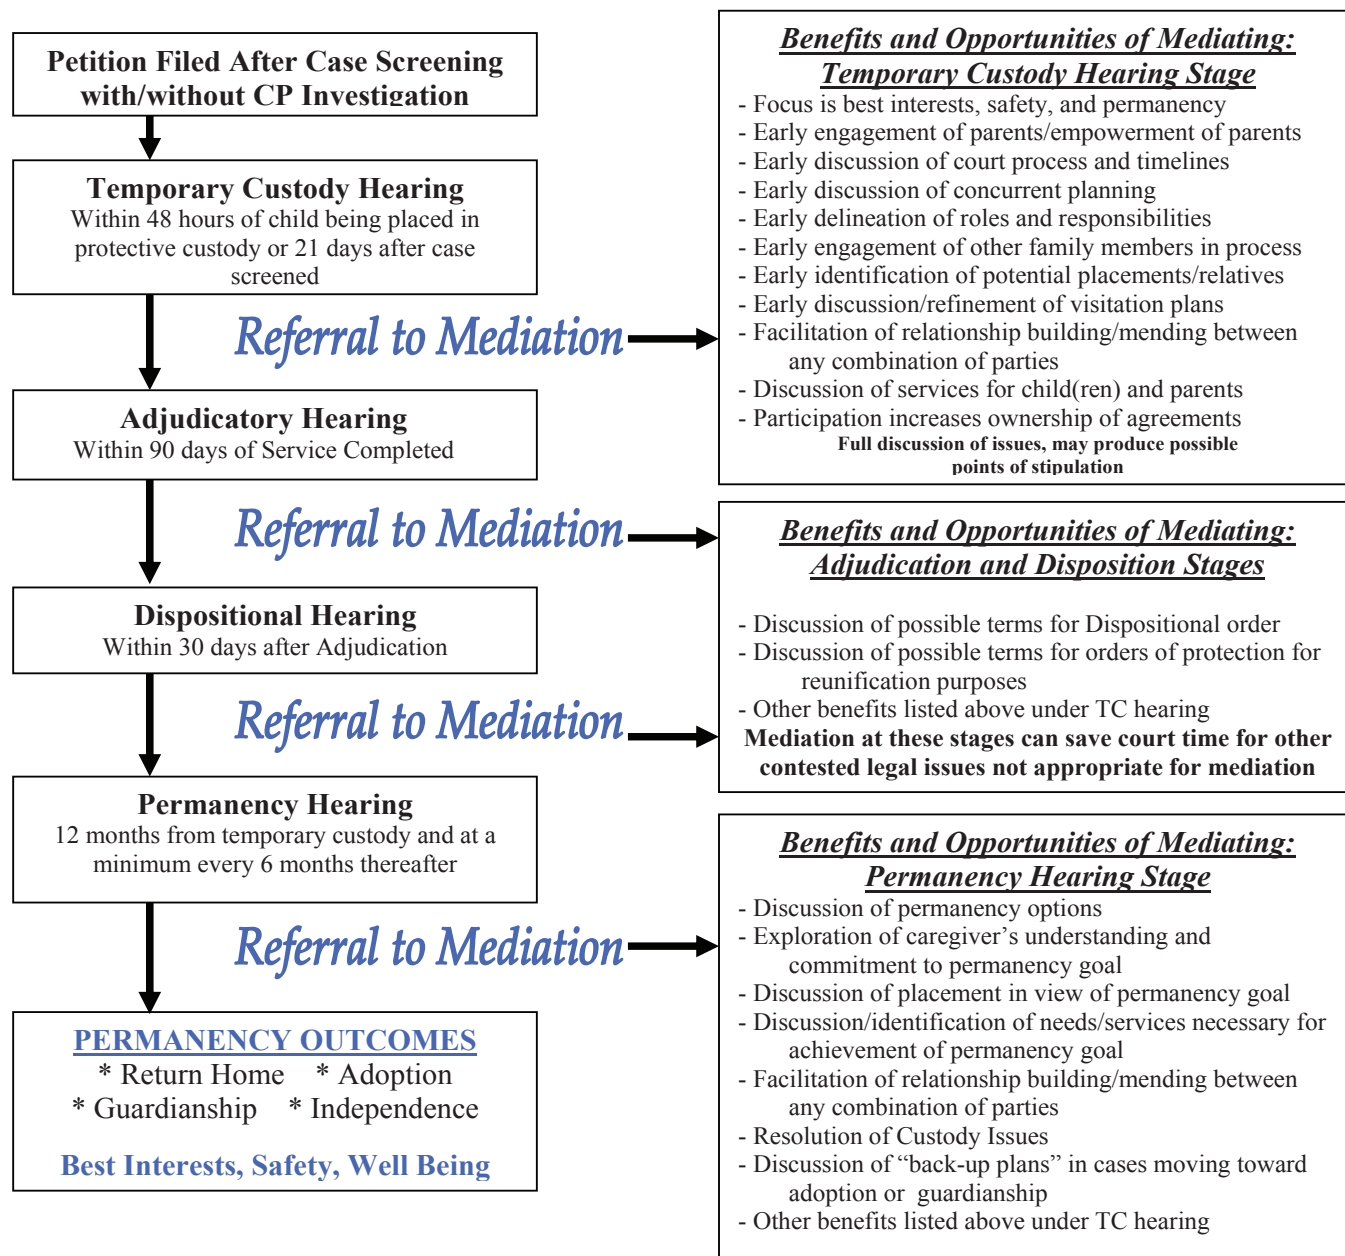 Petition Filed After Case Screening
with/without CP Investigation
Temporary Custody Hearing
Within 48 hours of child being placed in
protective custody or 21 days after case
screened
Referral to Mediation
Adjudicatory Hearing
Within 90 days of Service Completed
Referral to Mediation
Dispositional Hearing
Within 30 days after Adjudication
Referral to Mediation
Permanency Hearing
12 months from temporary custody and at a
minimum every 6 months thereafter
Referral to Mediation
PERMANENCY OUTCOMES
* Return Home * Adoption
* Guardianship * Independence
Best Interests, Safety, Well Being
Benefits and Opportunities of Mediating:
Temporary Custody Hearing Stage
- Focus is best interests, safety, and permanency
- Early engagement of parents/empowerment of parents
- Early discussion of court process and timelines
- Early discussion of concurrent planning
- Early delineation of roles and responsibilities
- Early engagement of other family members in process
- Early identification of potential placements/relatives
- Early discussion/refinement of visitation plans
- Facilitation of relationship building/mending between
any combination of parties
- Discussion of services for child(ren) and parents
- Participation increases ownership of agreements
Full discussion of issues, may produce possible
points of stipulation
Benefits and Opportunities of Mediating:
Adjudication and Disposition Stages
- Discussion of possible terms for Dispositional order
- Discussion of possible terms for orders of protection for
reunification purposes
- Other benefits listed above under TC hearing
Mediation at these stages can save court time for other
contested legal issues not appropriate for mediation
Benefits and Opportunities of Mediating:
Permanency Hearing Stage
- Discussion of permanency options
- Exploration of caregiver’s understanding and
commitment to permanency goal
- Discussion of placement in view of permanency goal
- Discussion/identification of needs/services necessary for
achievement of permanency goal
- Facilitation of relationship building/mending between
any combination of parties
- Resolution of Custody Issues
- Discussion of “back-up plans” in cases moving toward
adoption or guardianship
- Other benefits listed above under TC hearing